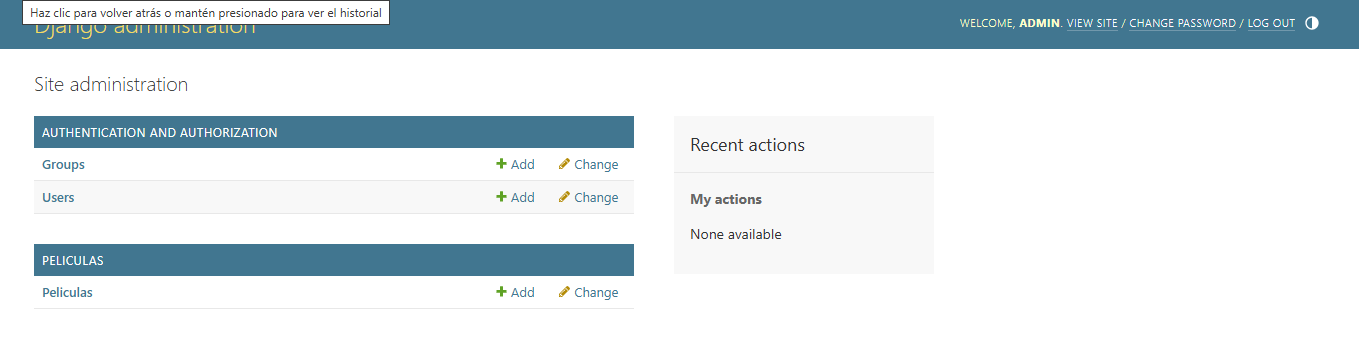 Haz clic para volver atrás o mantén presionado para ver el historial
Django administration
WELCOME, ADMIN. VIEW SITE / CHANGE PASSWORD / LOG OUT
Site administration
AUTHENTICATION AND AUTHORIZATION
Groups Add Change
Users Add Change
PELICULAS
Peliculas Add Change
Recent actions
My actions
None available